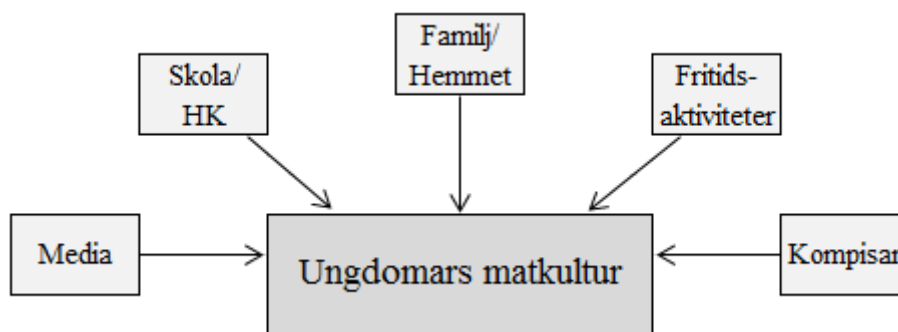 Familj/
Hemmet
Skola/
HK
Fritids-
aktiviteter
Media
Ungdomars matkultur
Kompisar